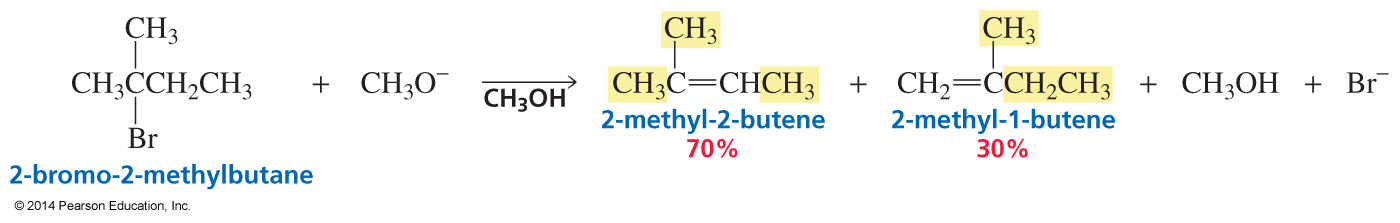 CH₃ CH₃ CH₃
CH₃CCH₂CH₃ + CH₃O⁻ CH₃C=CHCH₃ + CH₂=CCH₂CH₃ + CH₃OH + Br⁻
CH₃OH
Br 2-methyl-2-butene 2-methyl-1-butene
70% 30%
2-bromo-2-methylbutane
© 2014 Pearson Education, Inc.